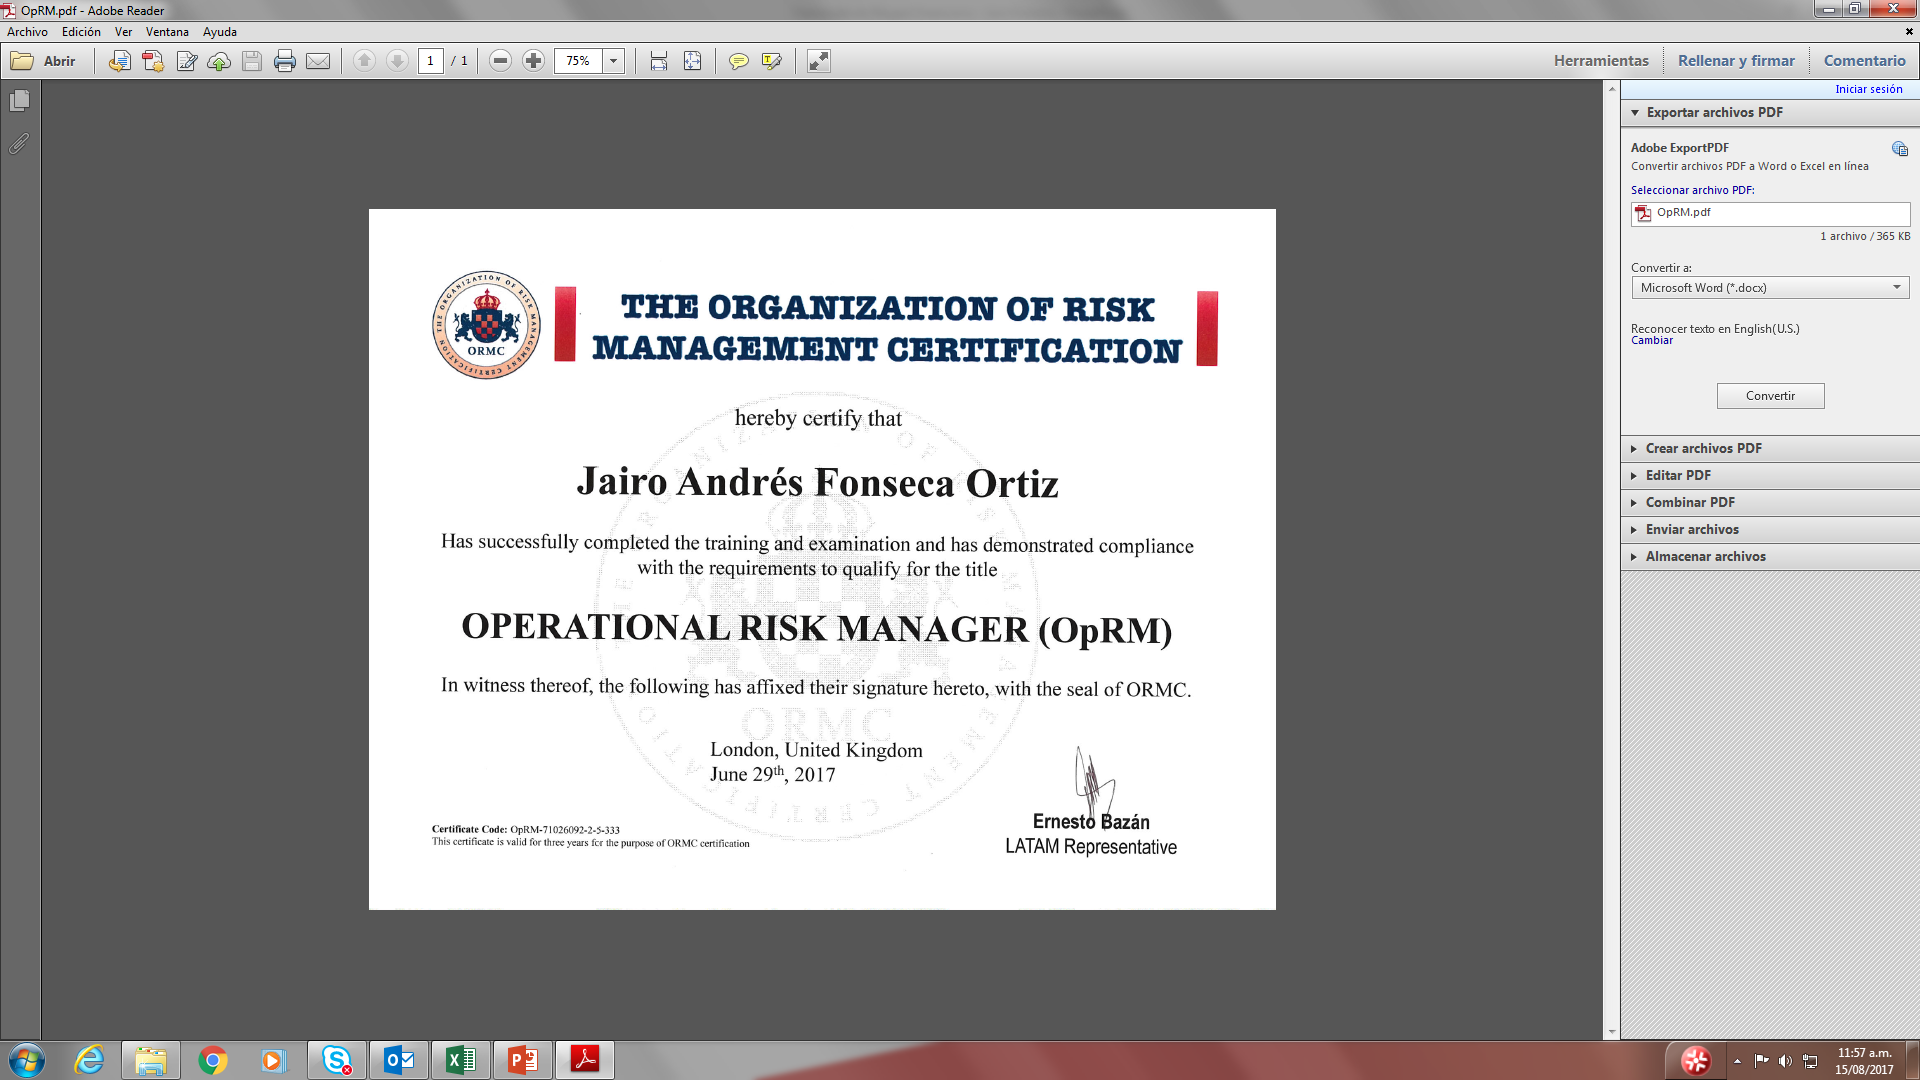 OpRM.pdf - Adobe Reader
Archivo Edición Ver Ventana Ayuda
Abrir 1 / 1 75% Herramientas Rellenar y firmar Comentario
Iniciar sesión
Exportar archivos PDF
Adobe ExportPDF
Convertir archivos PDF a Word o Excel en línea
Seleccionar archivo PDF:
OpRM.pdf
1 archivo / 365 KB
Convertir a:
Microsoft Word (*.docx)
Reconocer texto en English(U.S.)
Cambiar
Convertir
Crear archivos PDF
Editar PDF
Combinar PDF
Enviar archivos
Almacenar archivos
THE ORGANIZATION OF RISK MANAGEMENT CERTIFICATION
ORMC
THE ORGANIZATION OF RISK
MANAGEMENT CERTIFICATION
hereby certify that
Jairo Andrés Fonseca Ortiz
Has successfully completed the training and examination and has demonstrated compliance
with the requirements to qualify for the title
OPERATIONAL RISK MANAGER (OpRM)
In witness thereof, the following has affixed their signature hereto, with the seal of ORMC.
ORMC
London, United Kingdom
June 29th, 2017
Ernesto Bazán
LATAM Representative
Certificate Code: OpRM-71026092-2-5-333
This certificate is valid for three years for the purpose of ORMC certification
11:57 a.m.
15/08/2017